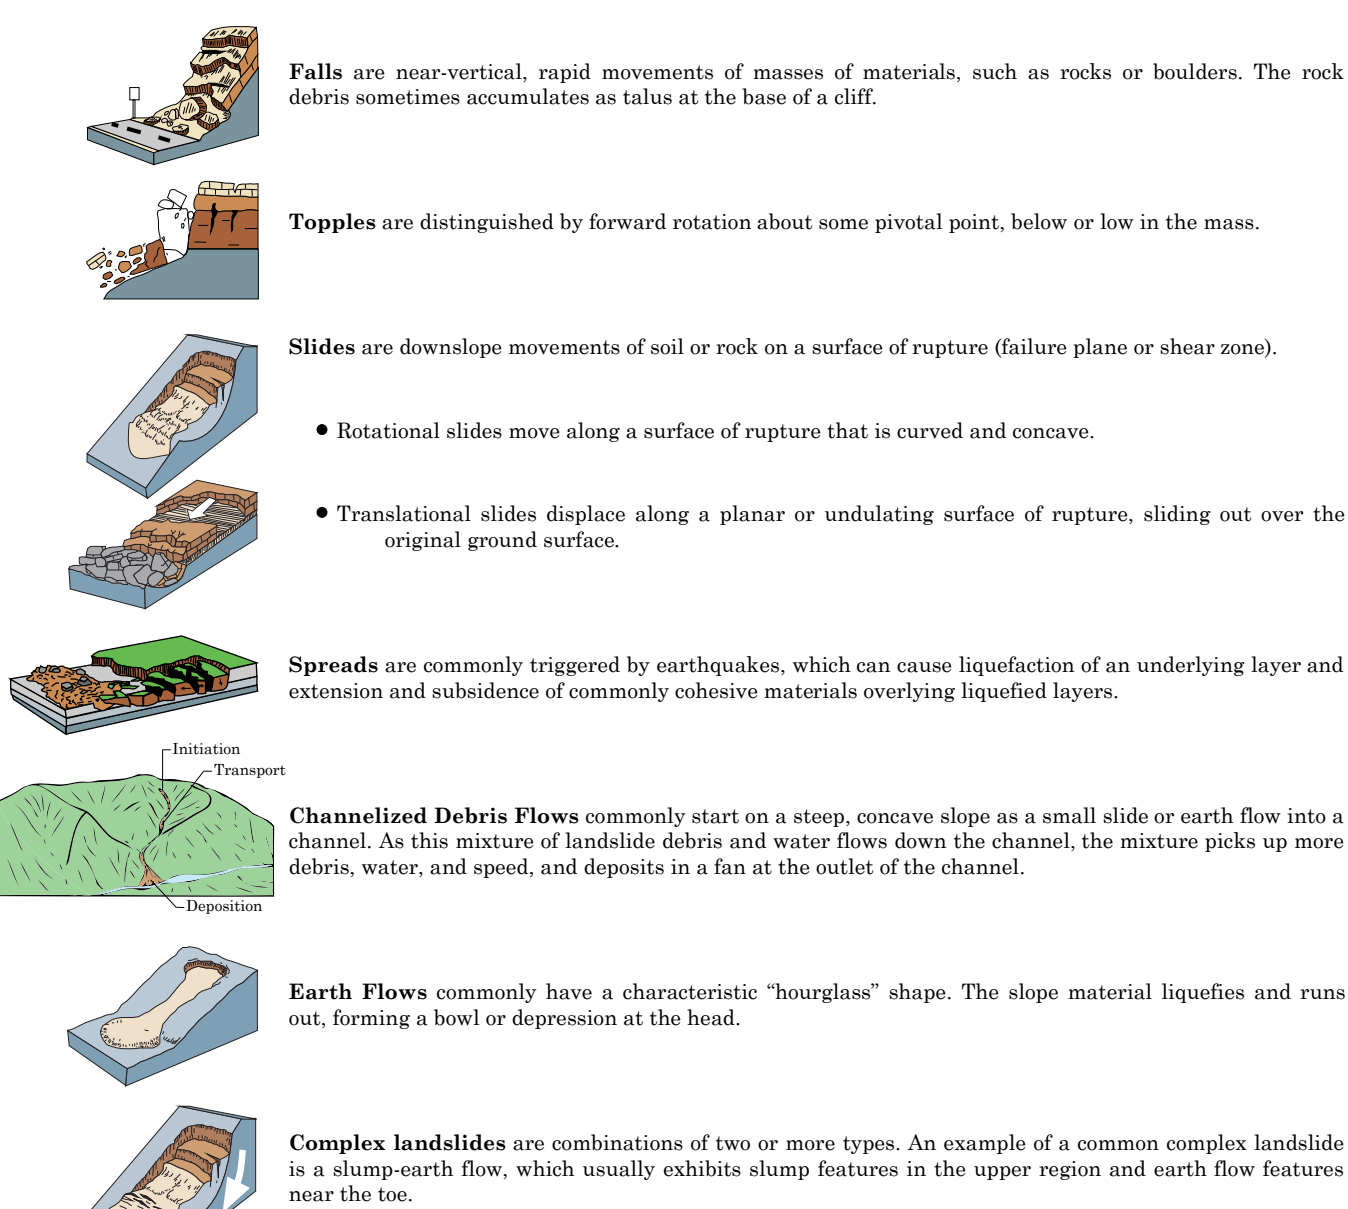 Falls are near-vertical, rapid movements of masses of materials, such as rocks or boulders. The rock
debris sometimes accumulates as talus at the base of a cliff.
Topples are distinguished by forward rotation about some pivotal point, below or low in the mass.
Slides are downslope movements of soil or rock on a surface of rupture (failure plane or shear zone).
● Rotational slides move along a surface of rupture that is curved and concave.
● Translational slides displace along a planar or undulating surface of rupture, sliding out over the
original ground surface.
Spreads are commonly triggered by earthquakes, which can cause liquefaction of an underlying layer and
extension and subsidence of commonly cohesive materials overlying liquefied layers.
Initiation
Transport
Deposition
Channelized Debris Flows commonly start on a steep, concave slope as a small slide or earth flow into a
channel. As this mixture of landslide debris and water flows down the channel, the mixture picks up more
debris, water, and speed, and deposits in a fan at the outlet of the channel.
Earth Flows commonly have a characteristic “hourglass” shape. The slope material liquefies and runs
out, forming a bowl or depression at the head.
Complex landslides are combinations of two or more types. An example of a common complex landslide
is a slump-earth flow, which usually exhibits slump features in the upper region and earth flow features
near the toe.